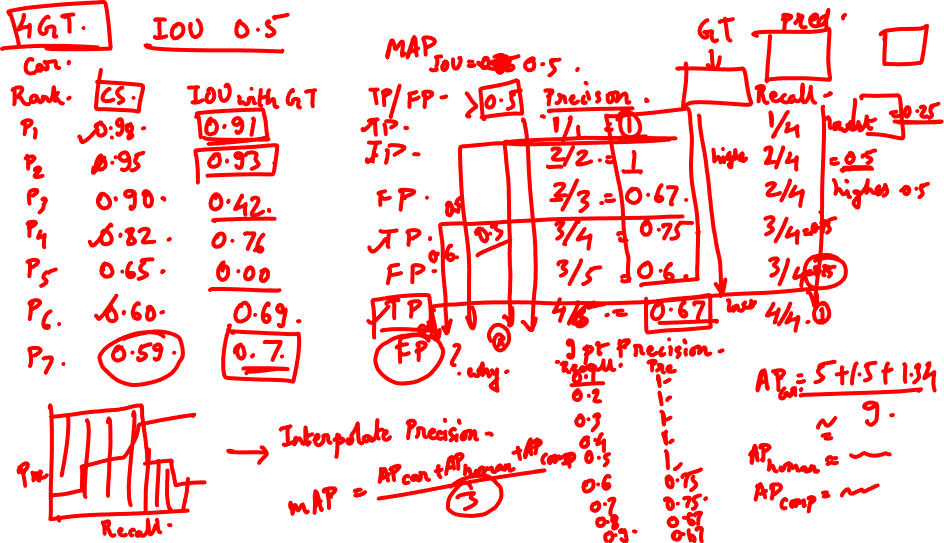 4GT. IOU 0.5
Car.
MAP IOU = 0.5.
GT
Pred.
Rank. CS. IOU with GT TP/FP. > 0.5 Precison. Recall.
P1 0.98. 0.91 TP. 1/1 = 1 1/4 = 0.25
P2 0.95 0.93 TP. 2/2. = 1 high 2/4 = 0.5
P3 0.90. 0.42. FP. 2/3. = 0.67. 2/4 highes 0.5
P4 0.82. 0.76 TP. 3/4 = 0.75 3/4
P5 0.65. 0.00 FP. 3/5 = 0.6. 3/4
P6. 0.60. 0.69. TP 0.67 4/4. 1
P7. 0.59. 0.7. FP ? why.
9 pt Precision.
Recall. Pre
0.1 1
0.2 1
0.3 1
0.4 1
0.5 1
0.6 0.75
0.7 0.75.
0.8 0.67
0.9. 0.67
AP car = 5+1.5+1.34
9.
≈
AP human =
AP comp =
Pre
Recall.
→ Interpolate Precision -
mAP = AP car + AP human + AP comp
3